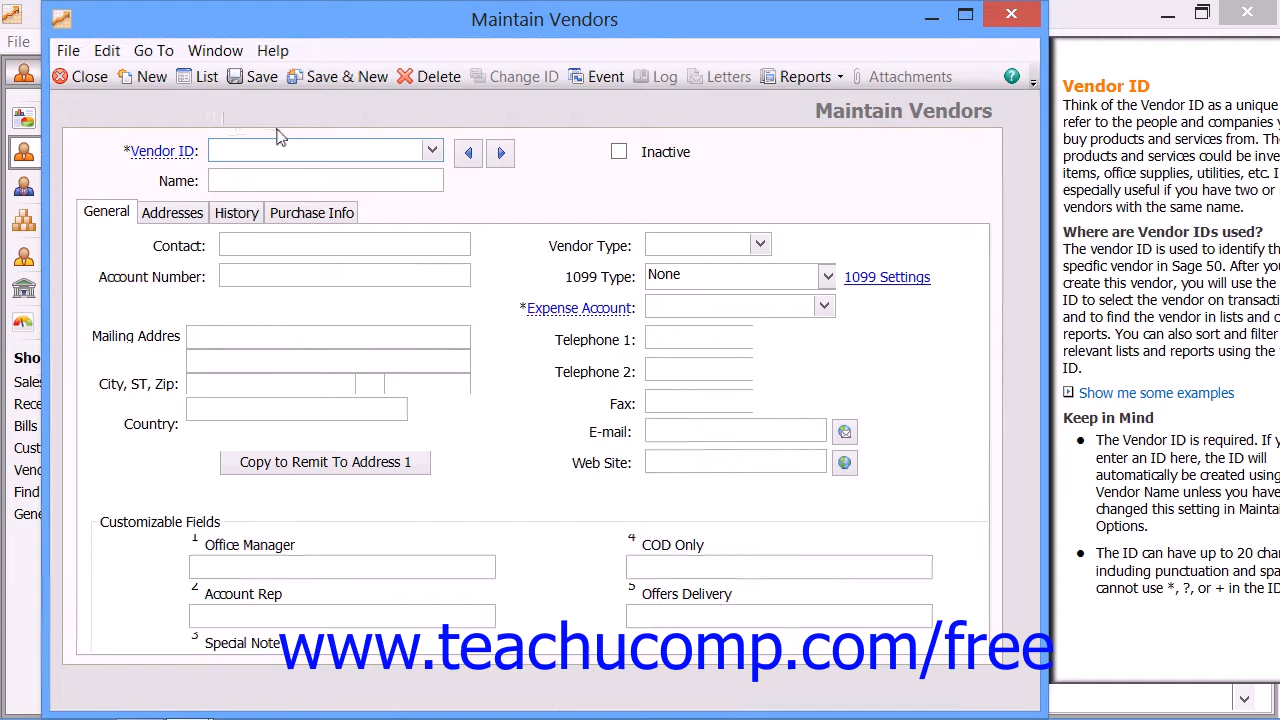 Maintain Vendors
File
File Edit Go To Window Help
Close New List Save Save & New Delete Change ID Event Log Letters Reports Attachments
Maintain Vendors
*Vendor ID: Inactive
Name:
General Addresses History Purchase Info
Contact: Vendor Type:
Account Number: 1099 Type: None 1099 Settings
*Expense Account:
Mailing Addres Telephone 1:
City, ST, Zip: Telephone 2:
Country: Fax:
E-mail:
Copy to Remit To Address 1 Web Site:
Customizable Fields
1 Office Manager 4 COD Only
2 Account Rep 5 Offers Delivery
3 Special Note
www.teachucomp.com/free
Sho
Sales
Rece
Bills
Cust
Vend
Find
Gene
Vendor ID
Think of the Vendor ID as a unique
refer to the people and companies
buy products and services from. The
products and services could be inve
items, office supplies, utilities, etc. I
especially useful if you have two or
vendors with the same name.
Where are Vendor IDs used?
The vendor ID is used to identify the
specific vendor in Sage 50. After you
create this vendor, you will use the
ID to select the vendor on transact
and to find the vendor in lists and
reports. You can also sort and filter
relevant lists and reports using the
ID.
Show me some examples
Keep in Mind
● The Vendor ID is required. If y
enter an ID here, the ID will
automatically be created using
Vendor Name unless you have
changed this setting in Mainta
Options.
● The ID can have up to 20 cha
including punctuation and spa
cannot use *, ?, or + in the ID